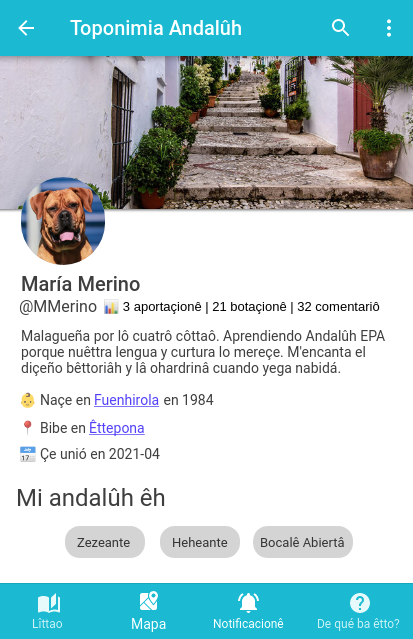 Toponimia Andalûh
María Merino
@MMerino 3 aportaçionê | 21 botaçionê | 32 comentariô
Malagueña por lô cuatrô côttaô. Aprendiendo Andalûh EPA
porque nuêttra lengua y curtura lo mereçe. M'encanta el
diçeño bêttoriâh y lâ ohardrinâ cuando yega nabidá.
Naçe en Fuenhirola en 1984
Bibe en Êttepona
17 Çe unió en 2021-04
Mi andalûh êh
Zezeante Heheante Bocalê Abiertâ
Lîttao Mapa Notificacionê De qué ba êtto?